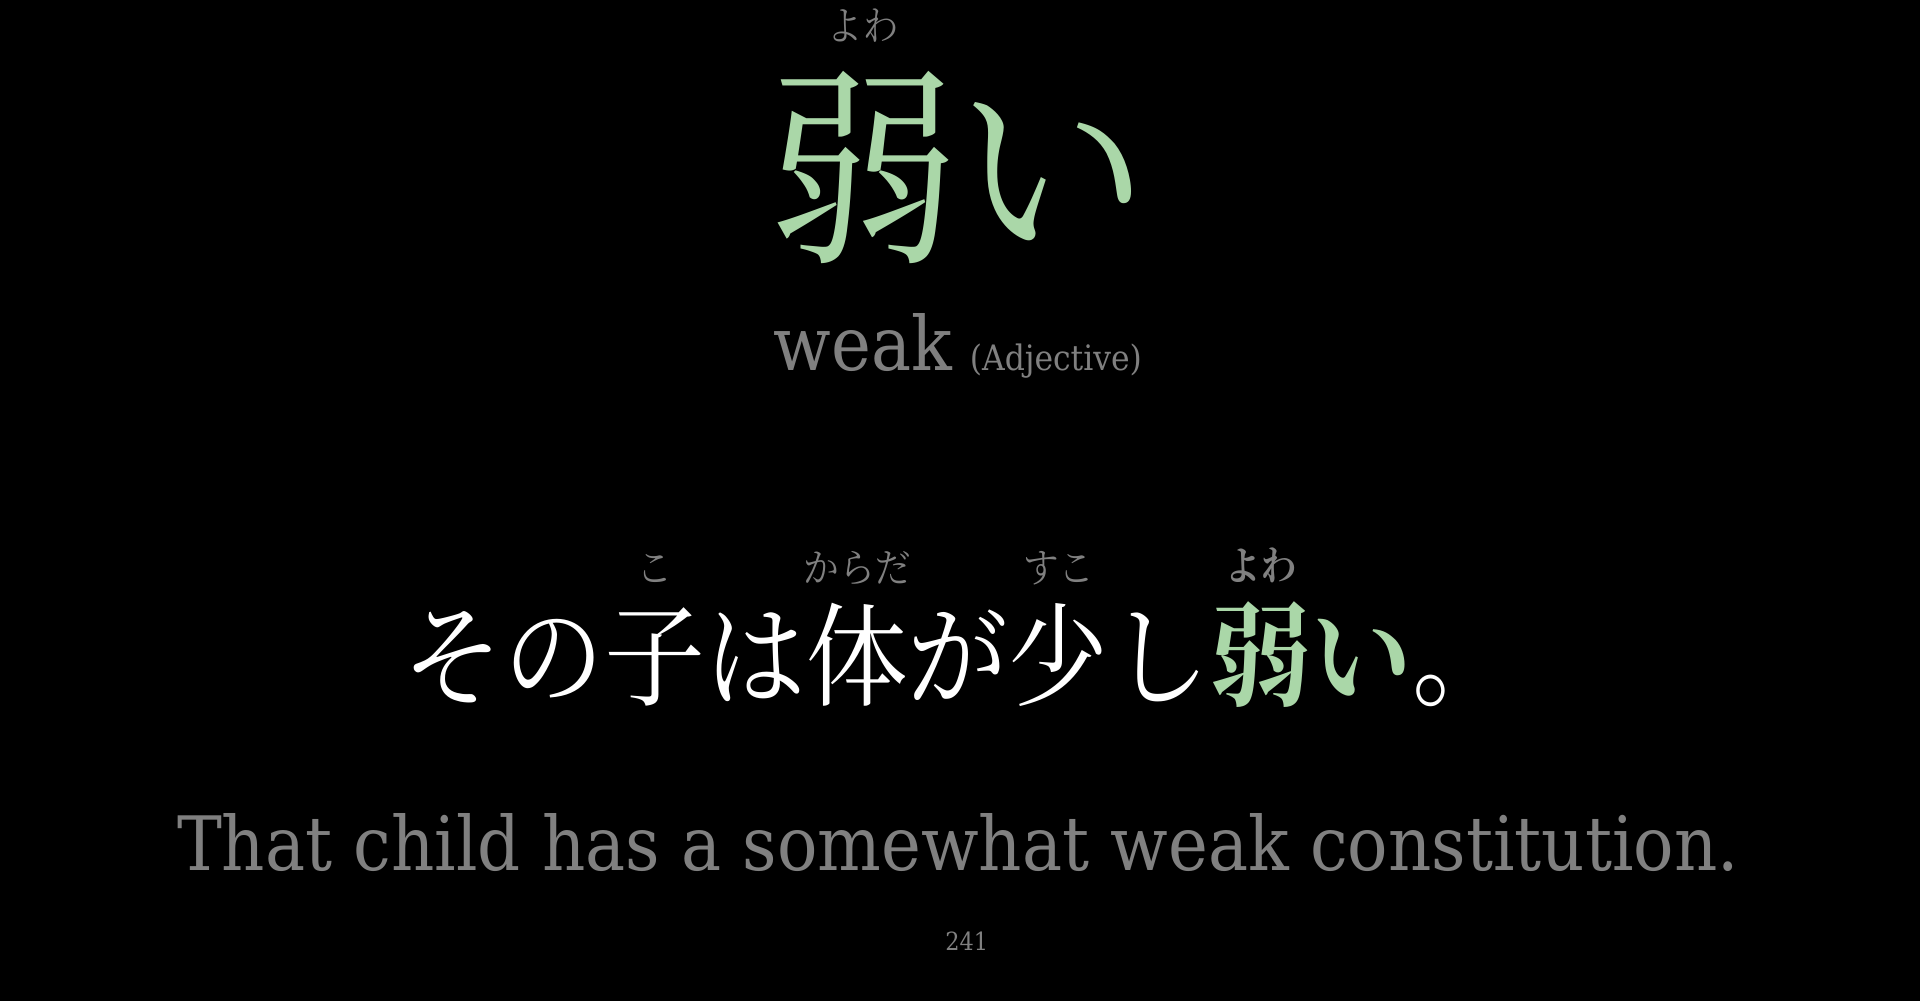 よわ
弱い
weak (Adjective)
こ からだ すこ よわ
その子は体が少し弱い。
That child has a somewhat weak constitution.
241